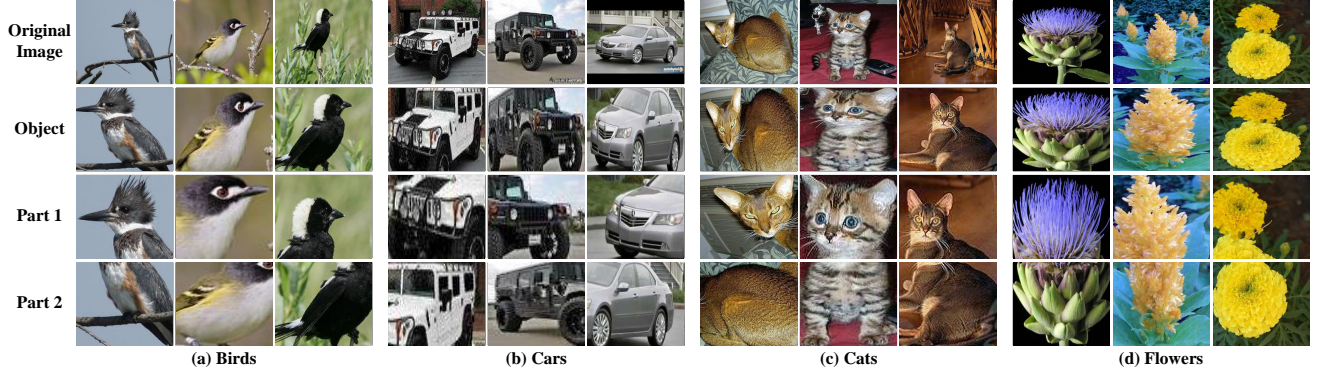 Original
Image
Object
Part 1
Part 2
(a) Birds
(b) Cars
(c) Cats
(d) Flowers